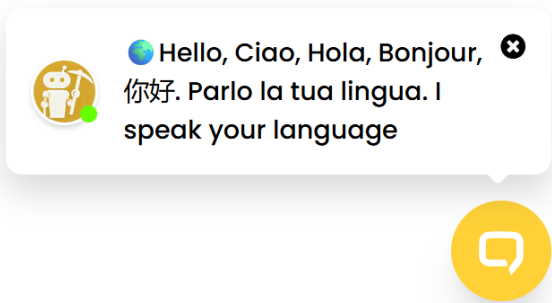 🌍Hello, Ciao, Hola, Bonjour,
你好. Parlo la tua lingua. I
speak your language